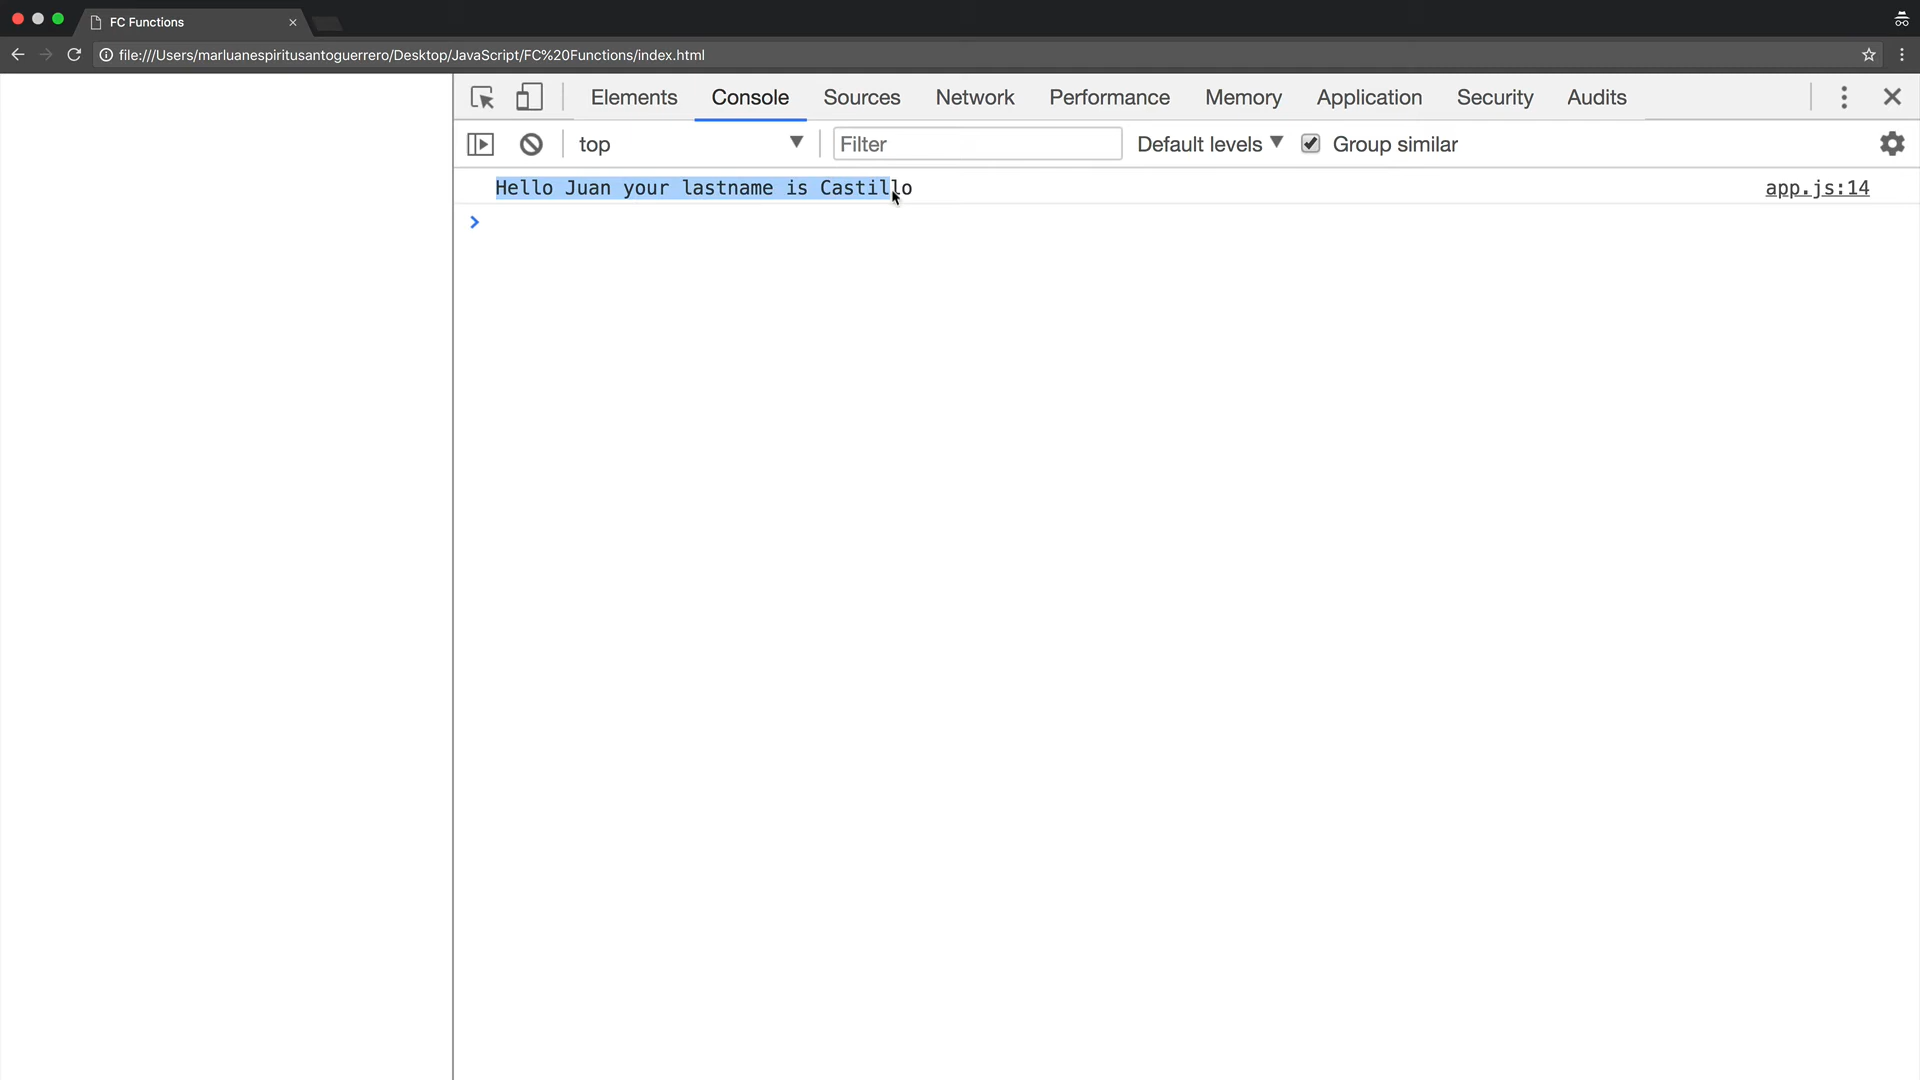 FC Functions
file:///Users/marluanespiritusantoguerrero/Desktop/JavaScript/FC%20Functions/index.html
Elements Console Sources Network Performance Memory Application Security Audits
top Filter Default levels Group similar
Hello Juan your lastname is Castillo app.js:14